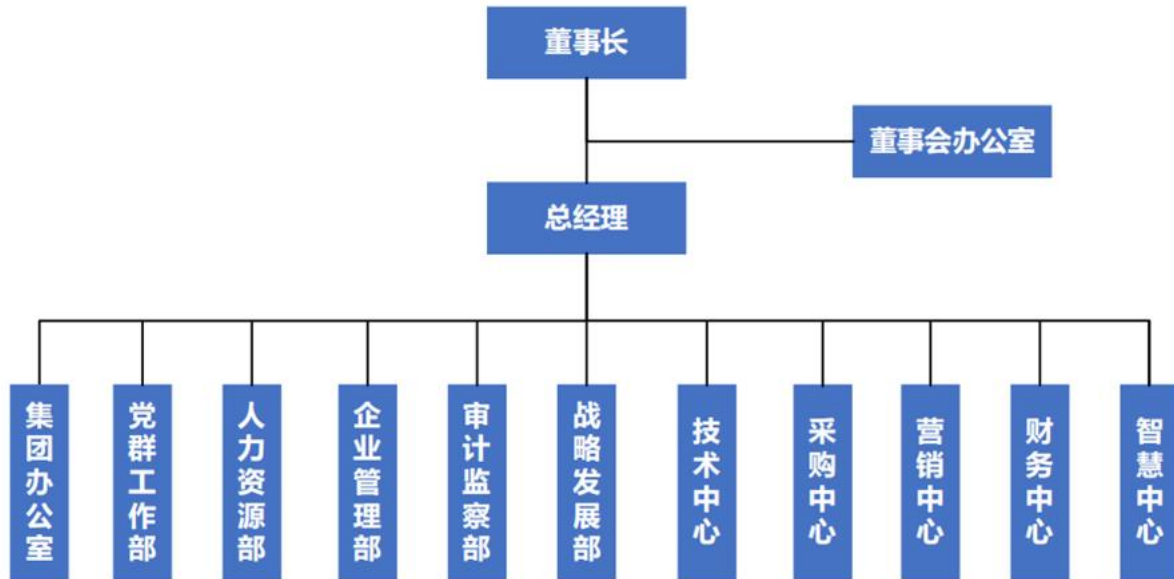 董事长
董事会办公室
总经理
集团办公室
党群工作部
人力资源部
企业管理部
审计监察部
战略发展部
技术中心
采购中心
营销中心
财务中心
智慧中心